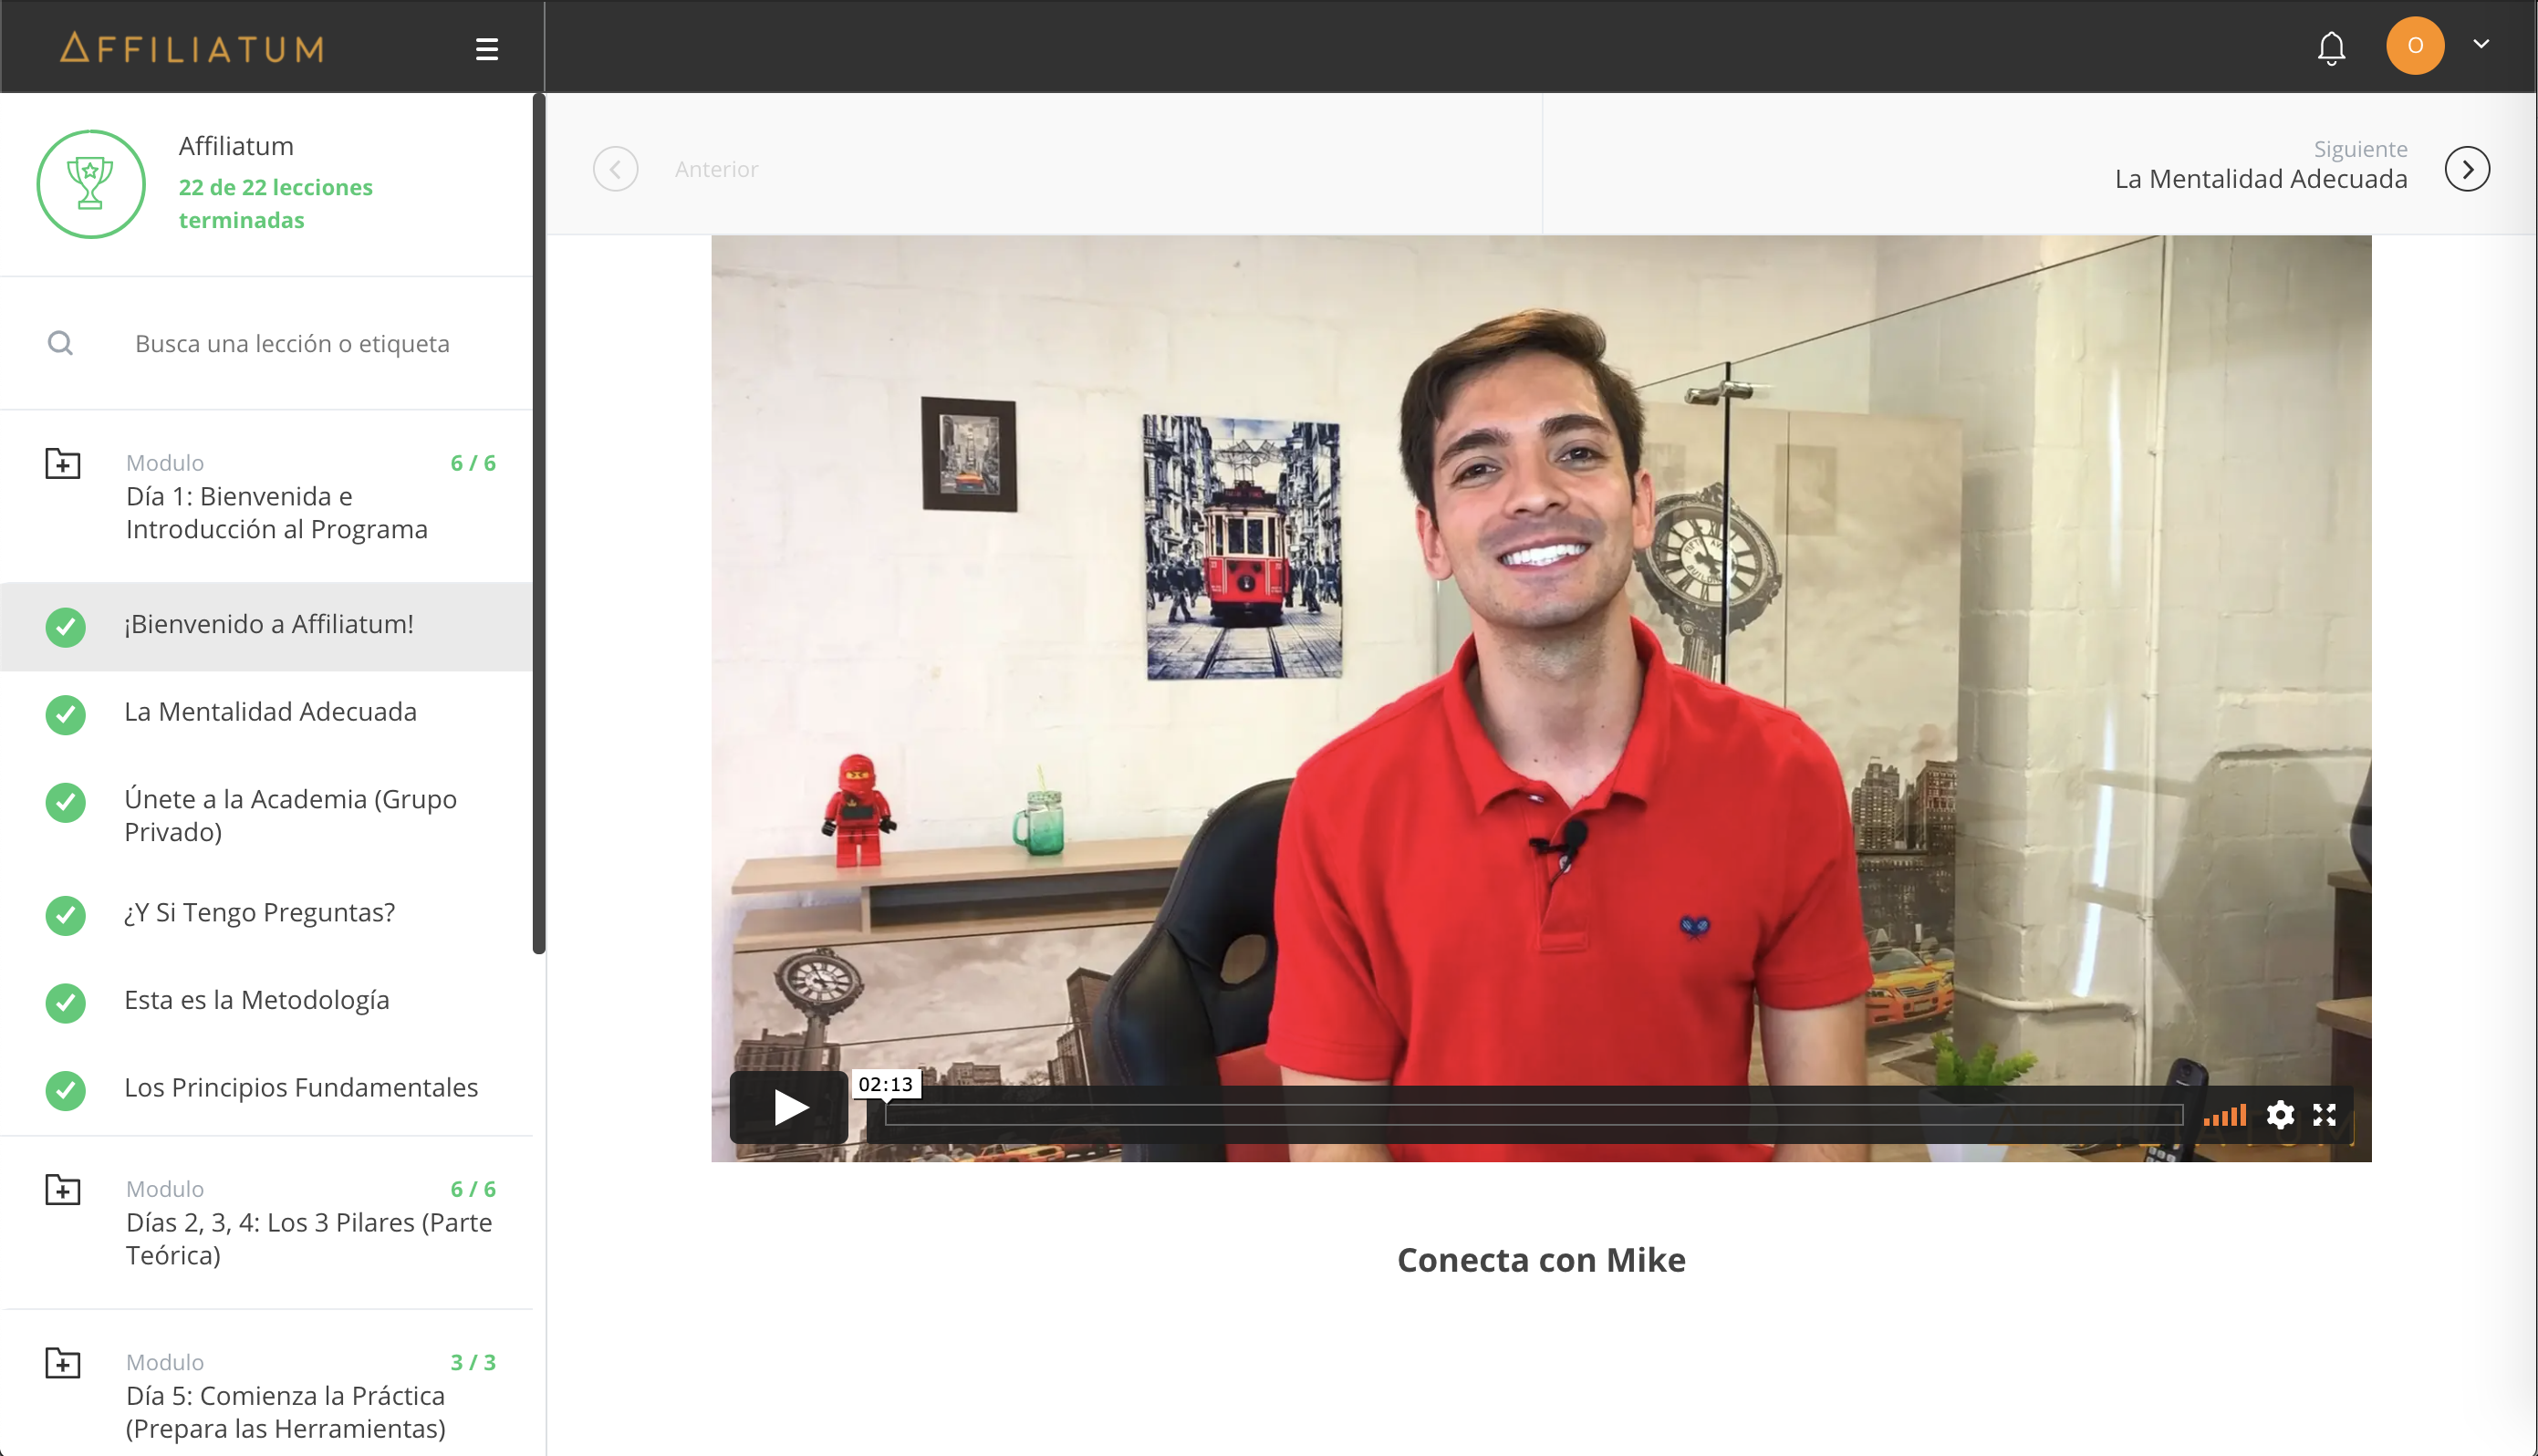 AFFILIATUM
O
Affiliatum
22 de 22 lecciones
terminadas
Busca una lección o etiqueta
Modulo
6 / 6
Día 1: Bienvenida e
Introducción al Programa
¡Bienvenido a Affiliatum!
La Mentalidad Adecuada
Únete a la Academia (Grupo
Privado)
¿Y Si Tengo Preguntas?
Esta es la Metodología
Los Principios Fundamentales
Modulo
6 / 6
Días 2, 3, 4: Los 3 Pilares (Parte
Teórica)
Modulo
3 / 3
Día 5: Comienza la Práctica
(Prepara las Herramientas)
Anterior
Siguiente
La Mentalidad Adecuada
02:13
Conecta con Mike